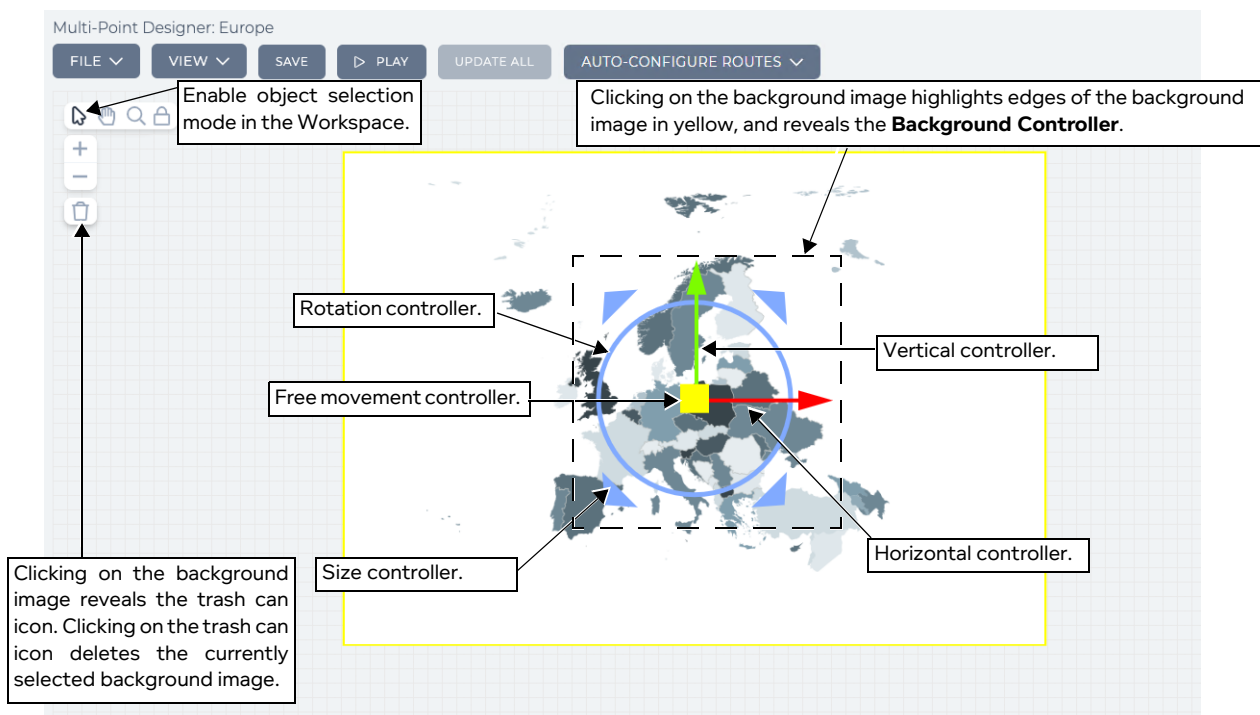 Multi-Point Designer: Europe
FILE VIEW SAVE PLAY UPDATE ALL AUTO-CONFIGURE ROUTES
Enable object selection
mode in the Workspace.
Clicking on the background image highlights edges of the background
image in yellow, and reveals the Background Controller.
Rotation controller.
Vertical controller.
Free movement controller.
Horizontal controller.
Size controller.
Clicking on the background
image reveals the trash can
icon. Clicking on the trash can
icon deletes the currently
selected background image.